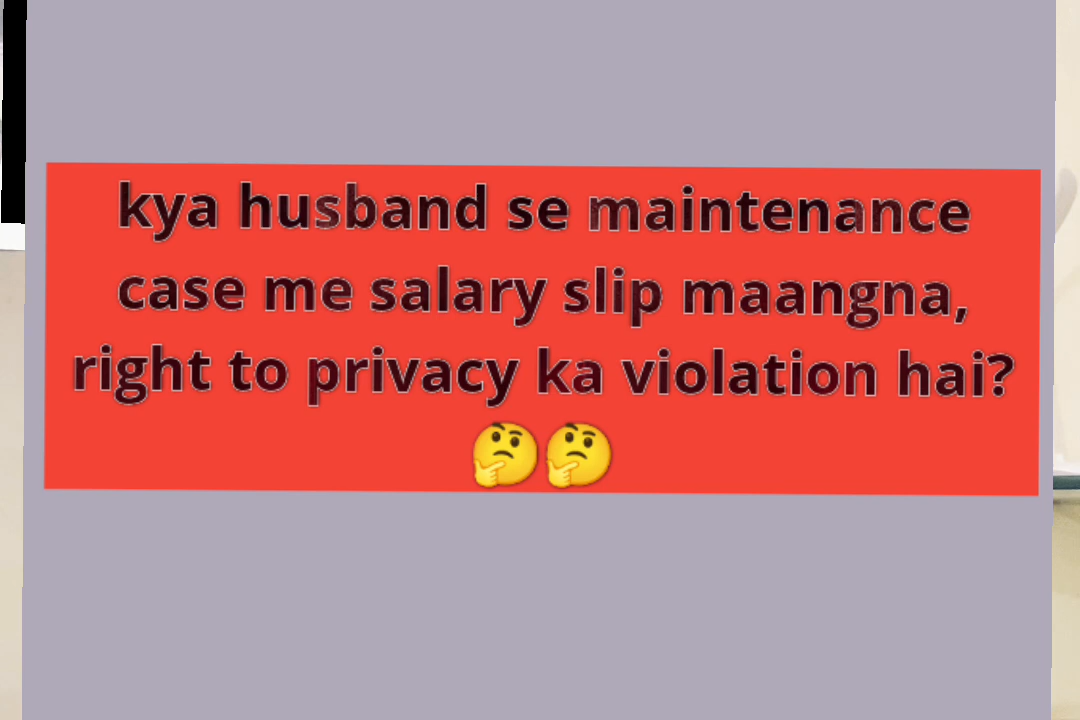 kya husband se maintenance
case me salary slip maangna,
right to privacy ka violation hai?
🤔🤔